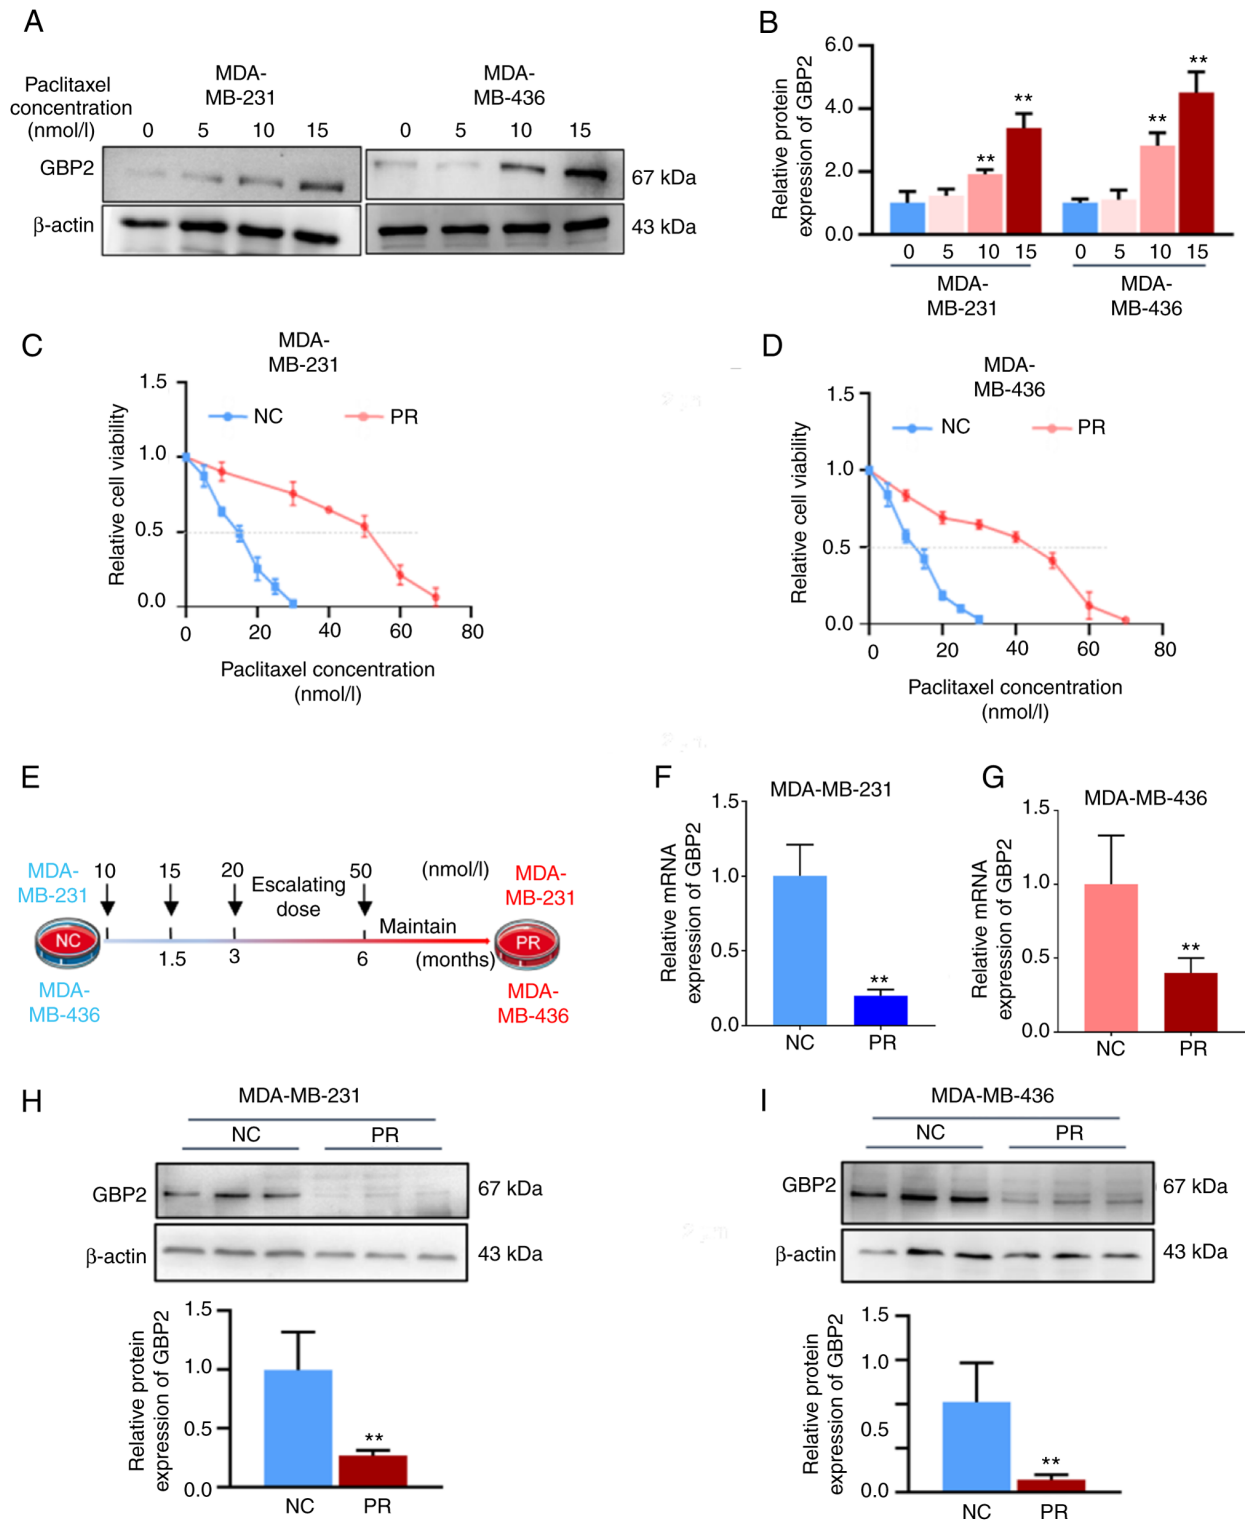 A
Paclitaxel
concentration
(nmol/l)
MDA-
MB-231
MDA-
MB-436
0 5 10 15 0 5 10 15
GBP2
67 kDa
β-actin
43 kDa
B
Relative protein
expression of GBP2
6.0
4.0
2.0
0.0
** ** ** **
0 5 10 15 0 5 10 15
MDA-
MB-231
MDA-
MB-436
C
MDA-
MB-231
NC PR
Relative cell viability
1.5
1.0
0.5
0.0
0 20 40 60 80
Paclitaxel concentration
(nmol/l)
D
MDA-
MB-436
NC PR
Relative cell viability
1.5
1.0
0.5
0.0
0 20 40 60 80
Paclitaxel concentration
(nmol/l)
E
MDA-
MB-231
10 15 20 50 (nmol/l)
Escalating
dose
Maintain
NC
PR
1.5 3 6 (months)
MDA-
MB-436
MDA-
MB-231
MDA-
MB-436
F
MDA-MB-231
Relative mRNA
expression of GBP2
1.5
1.0
0.5
0.0
**
NC PR
G
MDA-MB-436
Relative mRNA
expression of GBP2
1.5
1.0
0.5
0.0
**
NC PR
H
MDA-MB-231
NC PR
GBP2
67 kDa
β-actin
43 kDa
Relative protein
expression of GBP2
1.5
1.0
0.5
0.0
**
NC PR
I
MDA-MB-436
NC PR
GBP2
67 kDa
β-actin
43 kDa
Relative protein
expression of GBP2
1.5
1.0
0.5
0.0
**
NC PR